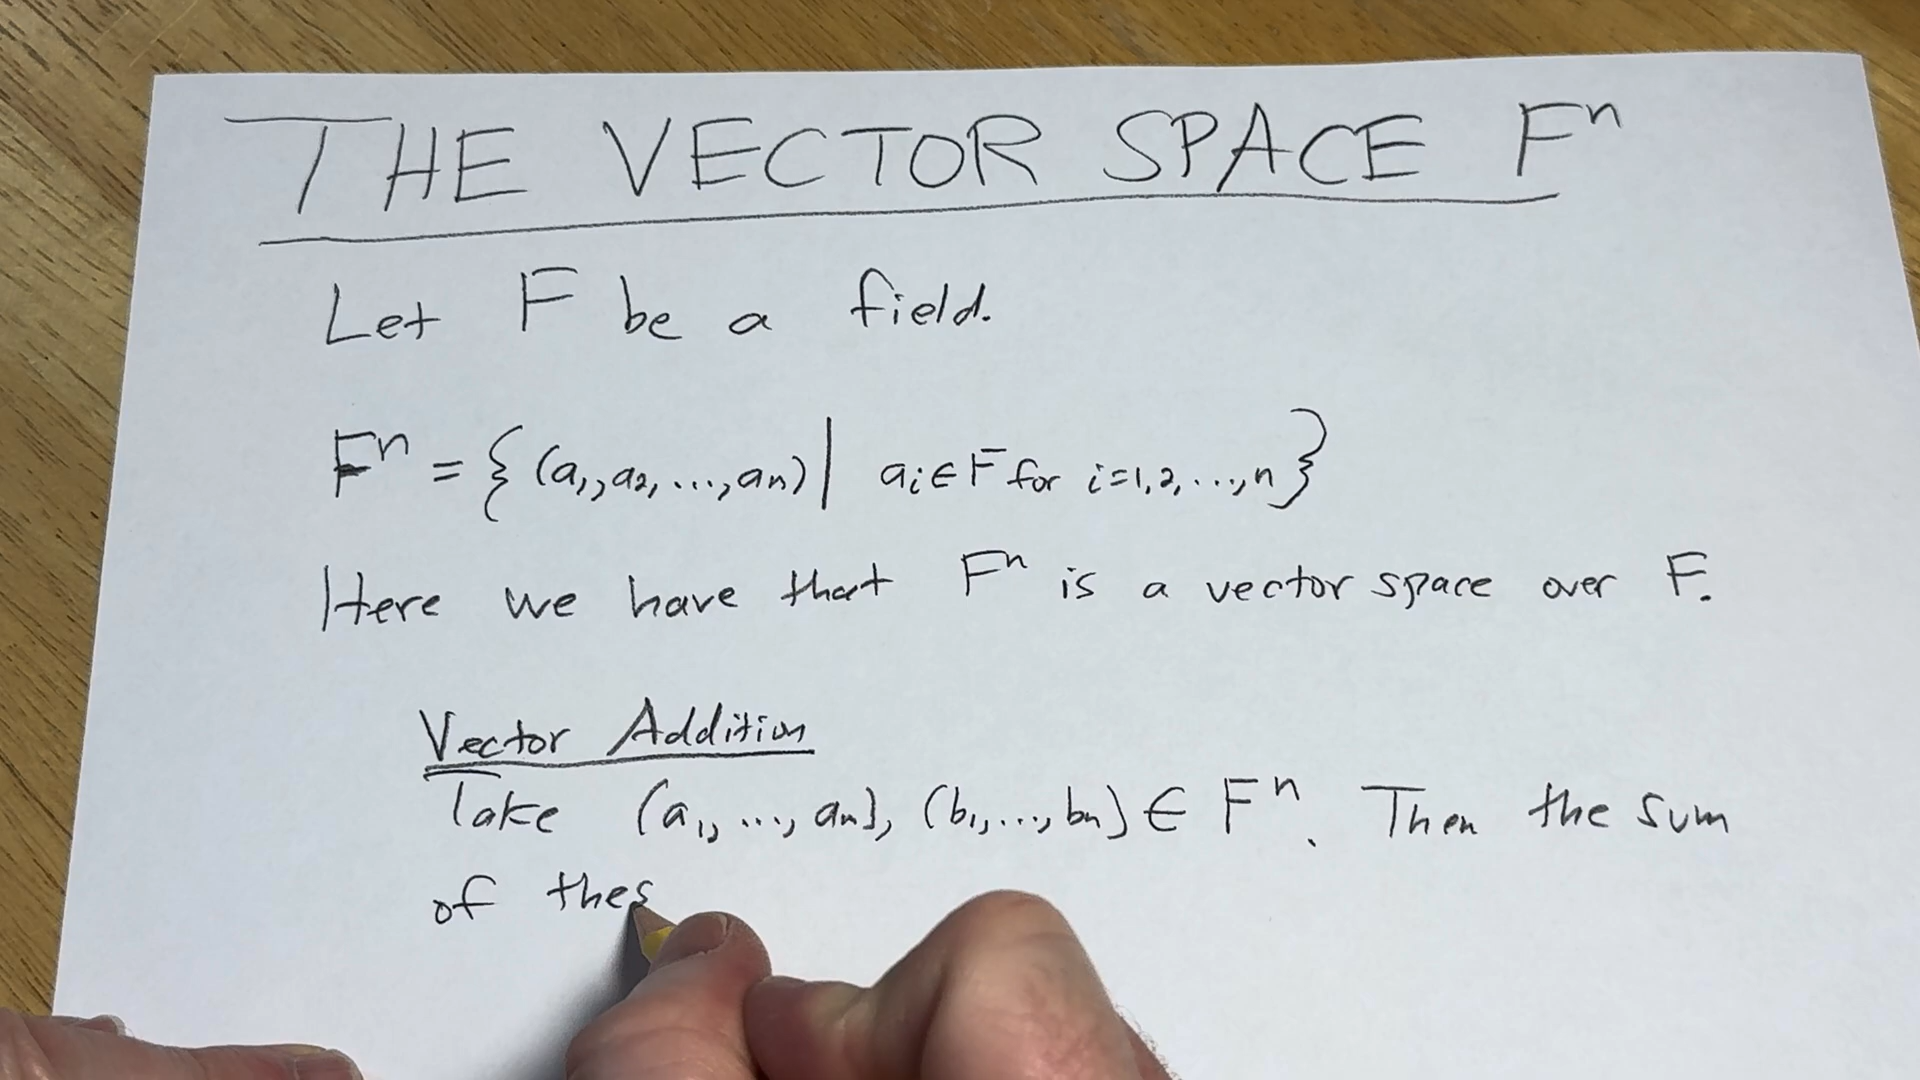 THE VECTOR SPACE Fⁿ
Let F be a field.
Fⁿ = { (a₁, a₂, ..., aₙ) | aᵢ ∈ F for i=1, 2, ..., n }
Here we have that Fⁿ is a vector space over F.
Vector Addition
Take (a₁, ..., aₙ), (b₁, ..., bₙ) ∈ Fⁿ. Then the sum
of thes